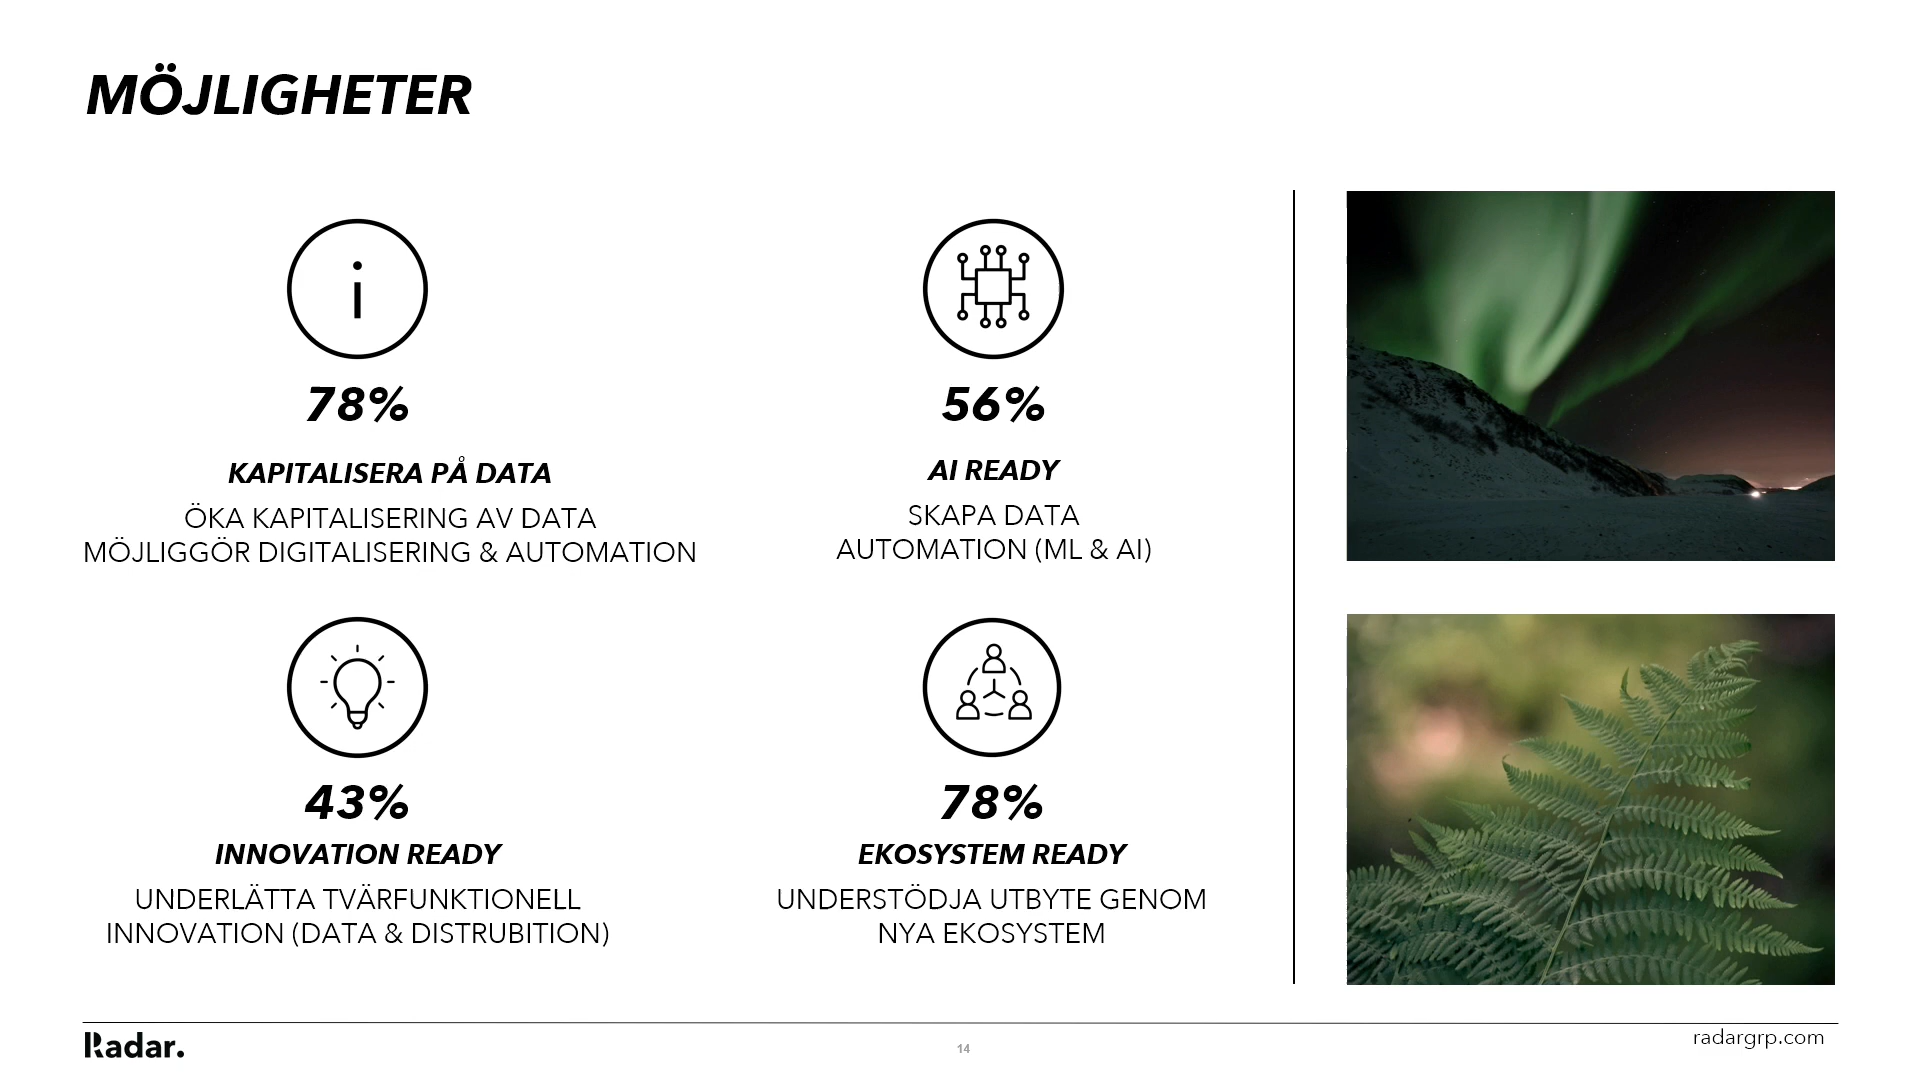 MÖJLIGHETER
i
78%
KAPITALISERA PÅ DATA
ÖKA KAPITALISERING AV DATA
MÖJLIGGÖR DIGITALISERING & AUTOMATION
56%
AI READY
SKAPA DATA
AUTOMATION (ML & AI)
43%
INNOVATION READY
UNDERLÄTTA TVÄRFUNKTIONELL
INNOVATION (DATA & DISTRUBITION)
78%
EKOSYSTEM READY
UNDERSTÖDJA UTBYTE GENOM
NYA EKOSYSTEM
Radar.
14
radargrp.com